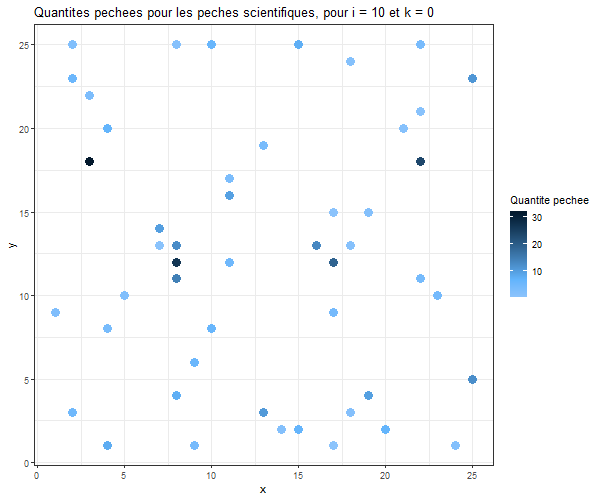 Quantites pechees pour les peches scientifiques, pour i = 10 et k = 0
25
20
15
10
5
0
y
0 5 10 15 20 25
x
Quantite pechee
30
20
10